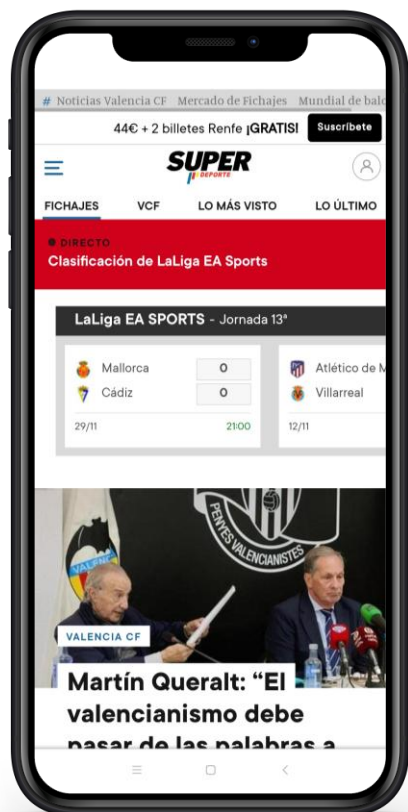 # Noticias Valencia CF Mercado de Fichajes Mundial de balo
44€ + 2 billetes Renfe ¡GRATIS! Suscríbete
SUPER
DEPORTE
FICHAJES VCF LO MÁS VISTO LO ÚLTIMO
DIRECTO
Clasificación de LaLiga EA Sports
LaLiga EA SPORTS - Jornada 13ª
Mallorca 0
Cádiz 0
29/11 21:00
Atlético de M
Villarreal
12/11
PENYES VALENCIANISTES
VALENC
VALENCIA CF
Martín Queralt: “El
valencianismo debe
pasar de las palabras a